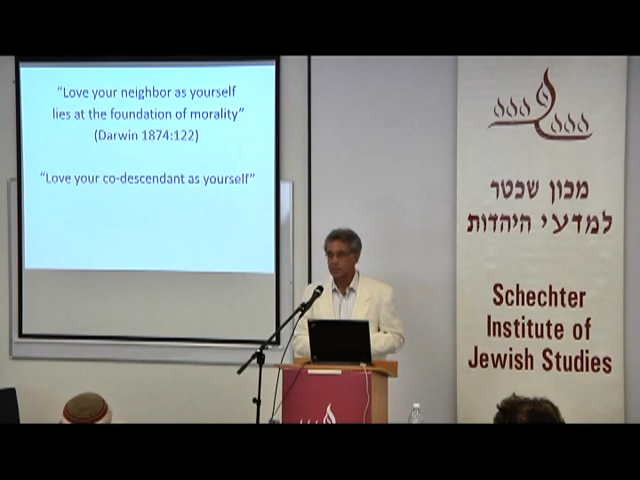 “Love your neighbor as yourself
lies at the foundation of morality”
(Darwin 1874:122)
“Love your co-descendant as yourself”
מכון שכטר
למדעי היהדות
Schechter
Institute of
Jewish Studies